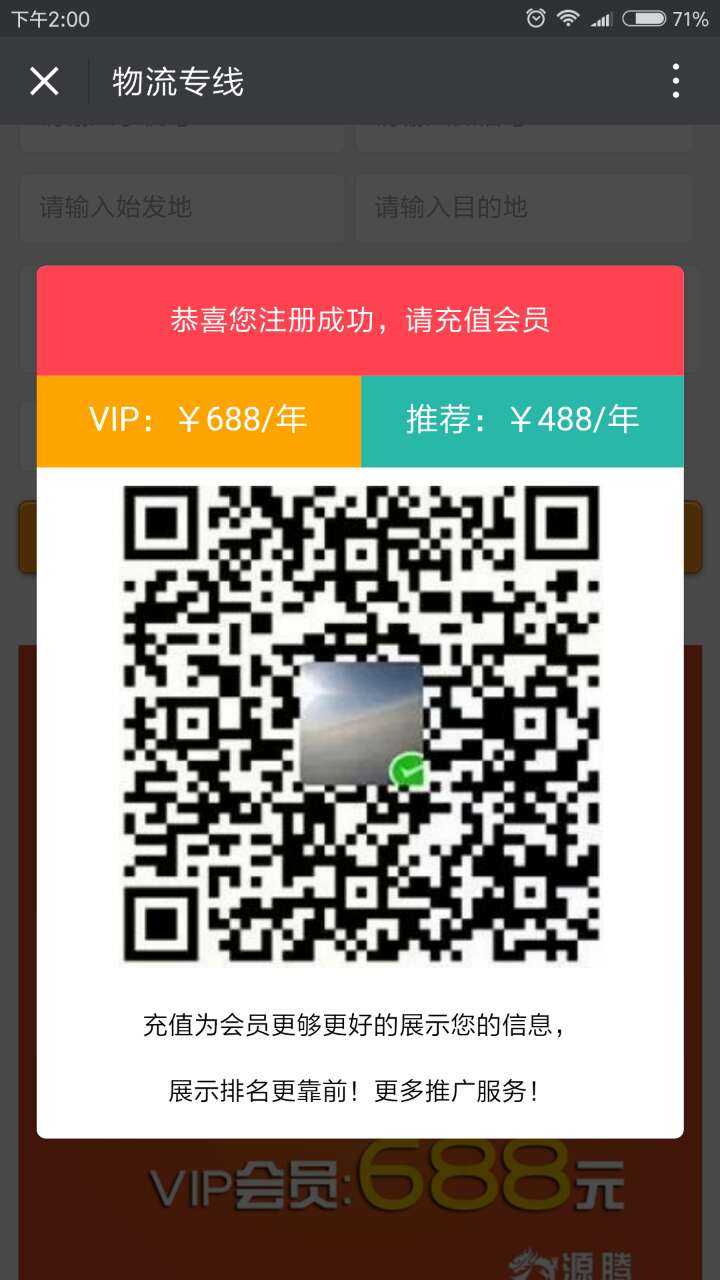 下午2:00
71%
物流专线
请输入始发地
请输入目的地
恭喜您注册成功，请充值会员
VIP：￥688/年
推荐：￥488/年
充值为会员更够更好的展示您的信息，
展示排名更靠前！更多推广服务！
VIP会员:688元
源腾